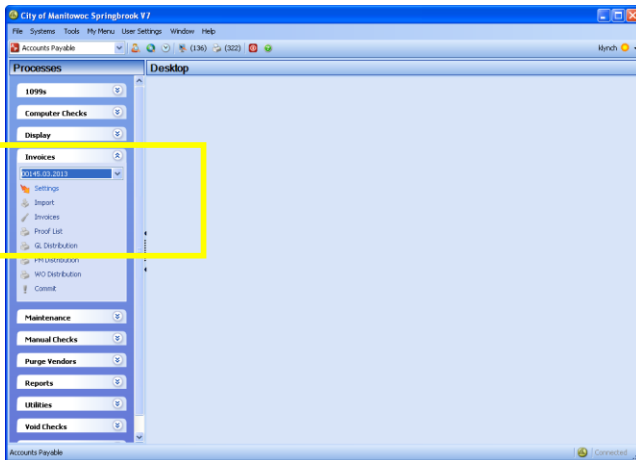 City of Manitowoc Springbrook V7
File Systems Tools My Menu User Settings Window Help
Accounts Payable (136) (322) klynch
Processes Desktop
1099s
Computer Checks
Display
Invoices
00145.03.2013
Settings
Import
Invoices
Proof List
GL Distribution
PM Distribution
WO Distribution
Commit
Maintenance
Manual Checks
Purge Vendors
Reports
Utilities
Void Checks
Accounts Payable Connected